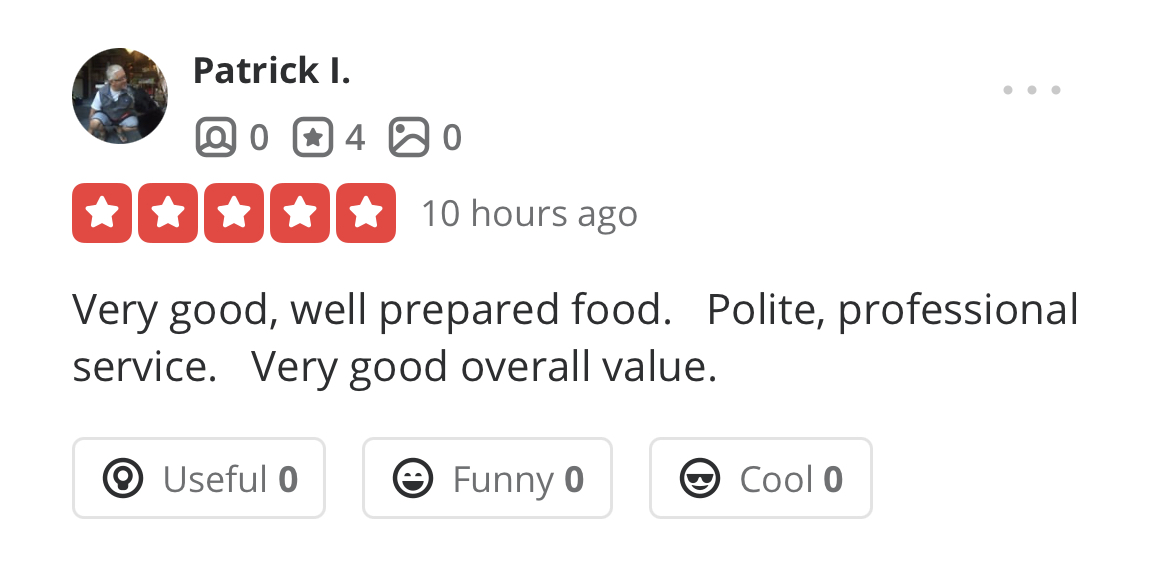 Patrick I.
0 4 0
10 hours ago
Very good, well prepared food.   Polite, professional
service.   Very good overall value.
Useful 0 Funny 0 Cool 0